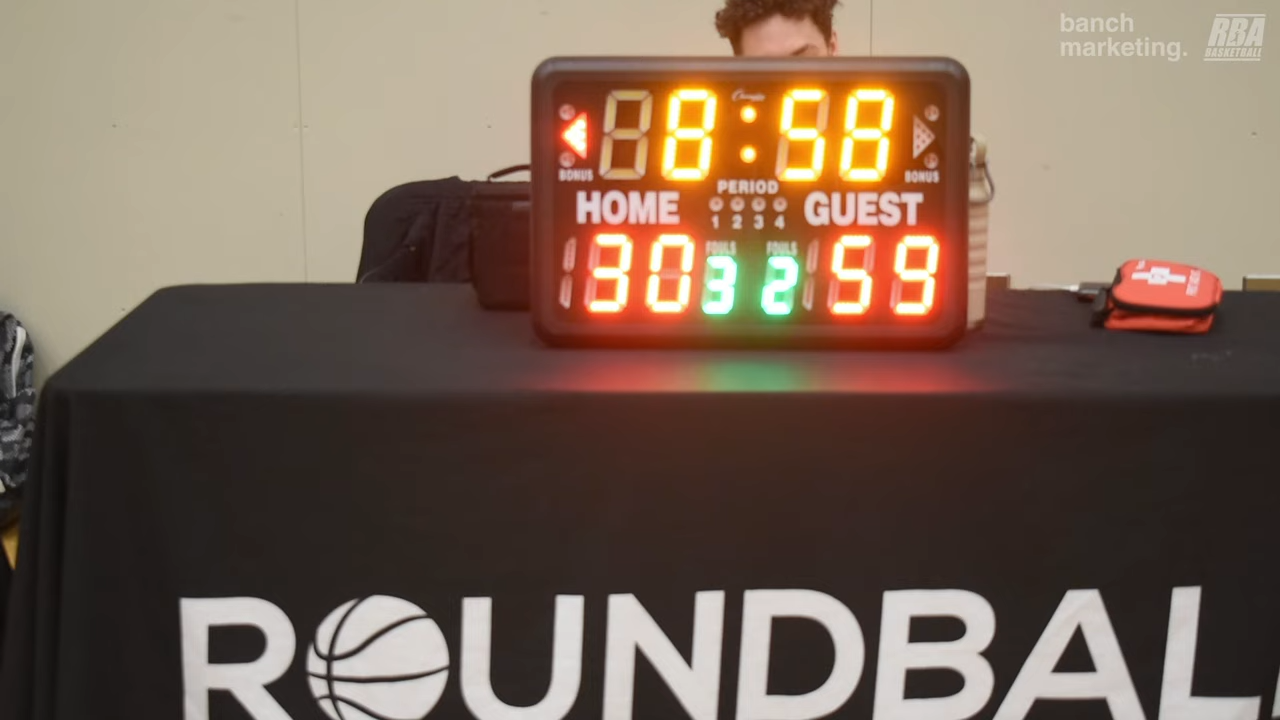 banch
marketing.
RBA
BASKETBALL
8:58
BONUS
BONUS
PERIOD
HOME
GUEST
1 2 3 4
FOULS
FOULS
30
3
2
59
ROUNDBALL